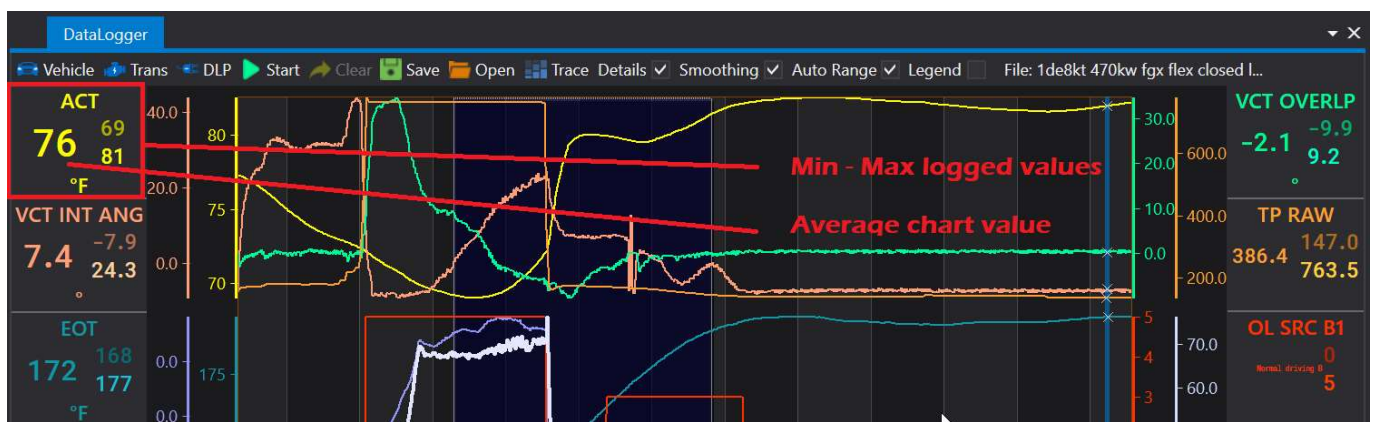 DataLogger
Vehicle Trans DLP Start Clear Save Open Trace Details Smoothing Auto Range Legend File: 1de8kt 470kw fgx flex closed l...
ACT
76 69
81
°F
VCT INT ANG
7.4 -7.9
24.3
°
EOT
172 168
177
°F
40.0
20.0
0.0
0.0
0.0
80
75
70
175
Min - Max logged values
Average chart value
30.0
20.0
10.0
0.0
5
4
3
600.0
400.0
200.0
70.0
60.0
VCT OVERLP
-2.1 -9.9
9.2
°
TP RAW
386.4 147.0
763.5
OL SRC B1
Normal driving B 0
5